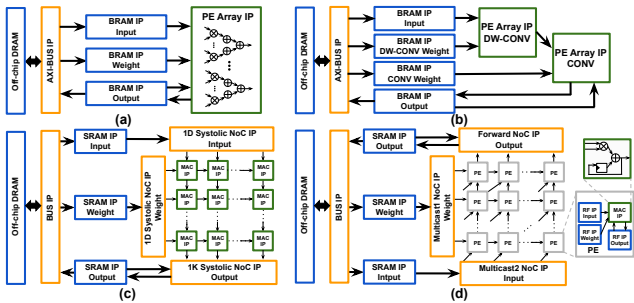 Off-chip DRAM
AXI-BUS IP
BRAM IP
Input
BRAM IP
Weight
BRAM IP
Output
PE Array IP
(a)
Off-chip DRAM
AXI-BUS IP
BRAM IP
Input
BRAM IP
DW-CONV Weight
BRAM IP
CONV Weight
BRAM IP
Output
PE Array IP
DW-CONV
PE Array IP
CONV
(b)
Off-chip DRAM
BUS IP
SRAM IP
Input
SRAM IP
Weight
SRAM IP
Output
1D Systolic NoC IP
Intput
1D Systolic NoC IP
Weight
MAC
IP
MAC
IP
MAC
IP
MAC
IP
MAC
IP
MAC
IP
MAC
IP
MAC
IP
MAC
IP
1K Systolic NoC IP
Output
(c)
Off-chip DRAM
BUS IP
SRAM IP
Output
SRAM IP
Weight
SRAM IP
Intput
Forward NoC IP
Output
Multicast1 NoC IP
Weight
PE
PE
PE
PE
PE
PE
PE
PE
PE
Multicast2 NoC IP
Input
RF IP
Input
MAC
IP
RF IP
Weight
RF IP
Output
PE
(d)